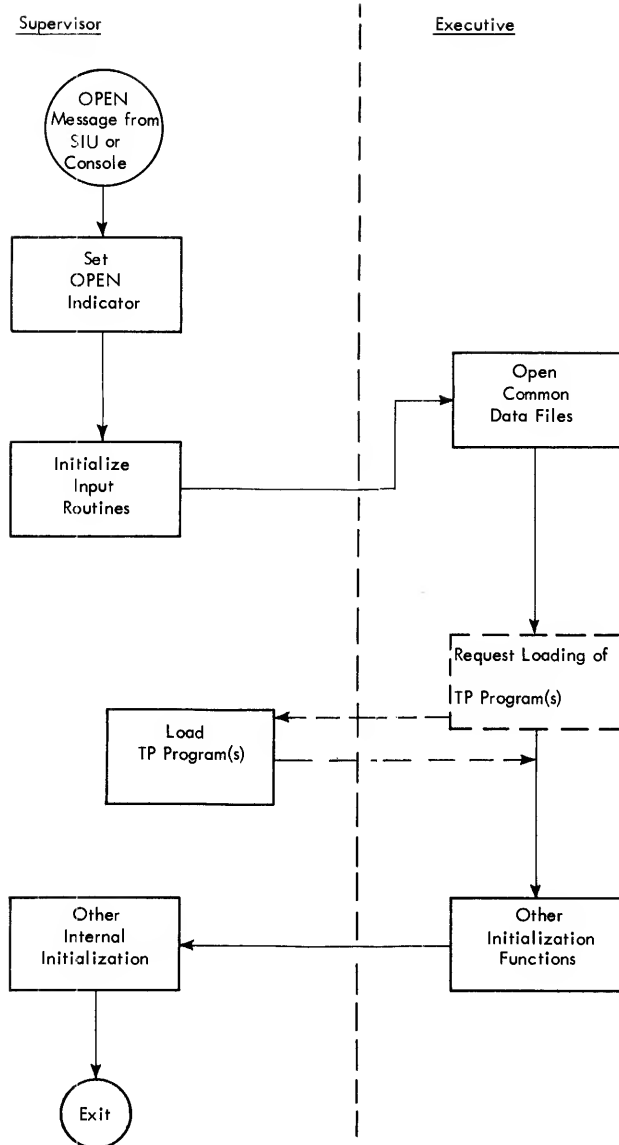 Supervisor
Executive
OPEN
Message from
SIU or
Console
Set
OPEN
Indicator
Open
Common
Data Files
Initialize
Input
Routines
Request Loading of
TP Program(s)
Load
TP Program(s)
Other
Internal
Initialization
Other
Initialization
Functions
Exit